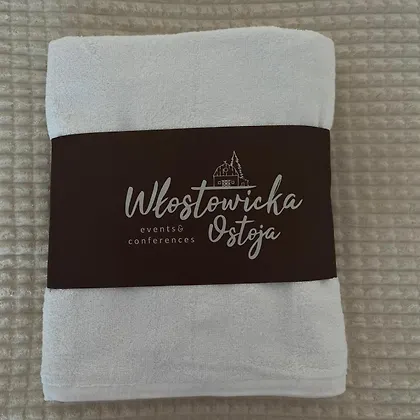 Włostowicka
events&
conferences
Ostoja